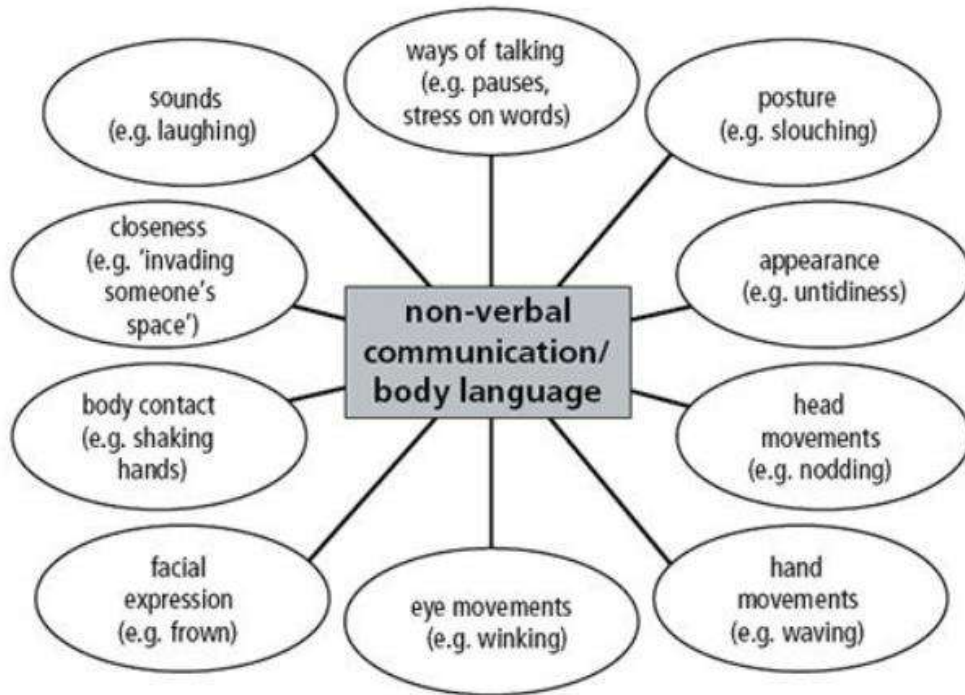 ways of talking
(e.g. pauses,
stress on words)
sounds
(e.g. laughing)
posture
(e.g. slouching)
closeness
(e.g. 'invading
someone's
space')
appearance
(e.g. untidiness)
non-verbal
communication/
body language
body contact
(e.g. shaking
hands)
head
movements
(e.g. nodding)
facial
expression
(e.g. frown)
eye movements
(e.g. winking)
hand
movements
(e.g. waving)